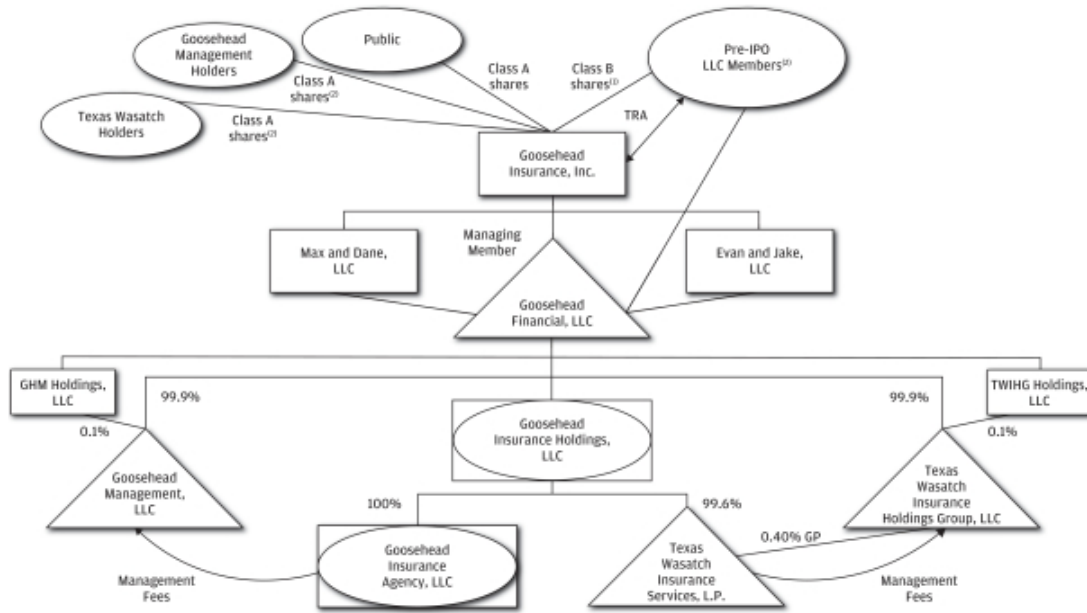 Goosehead
Management
Holders
Public
Pre-IPO
LLC Members(2)
Class A
shares(2)
Class A
shares
Class B
shares(1)
Texas Wasatch
Holders
Class A
shares(2)
TRA
Goosehead
Insurance, Inc.
Max and Dane,
LLC
Managing
Member
Evan and Jake,
LLC
Goosehead
Financial, LLC
GHM Holdings,
LLC
99.9%
99.9%
TWIHG Holdings,
LLC
0.1%
Goosehead
Insurance Holdings,
LLC
0.1%
Goosehead
Management,
LLC
Texas
Wasatch
Insurance
Holdings Group, LLC
100%
99.6%
0.40% GP
Goosehead
Insurance
Agency, LLC
Texas
Wasatch
Insurance
Services, L.P.
Management
Fees
Management
Fees